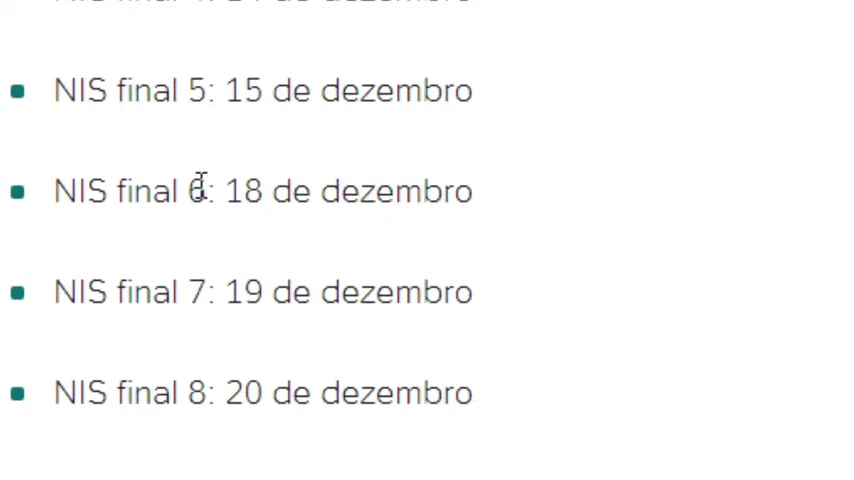 NIS final 5: 15 de dezembro
NIS final 6: 18 de dezembro
NIS final 7: 19 de dezembro
NIS final 8: 20 de dezembro